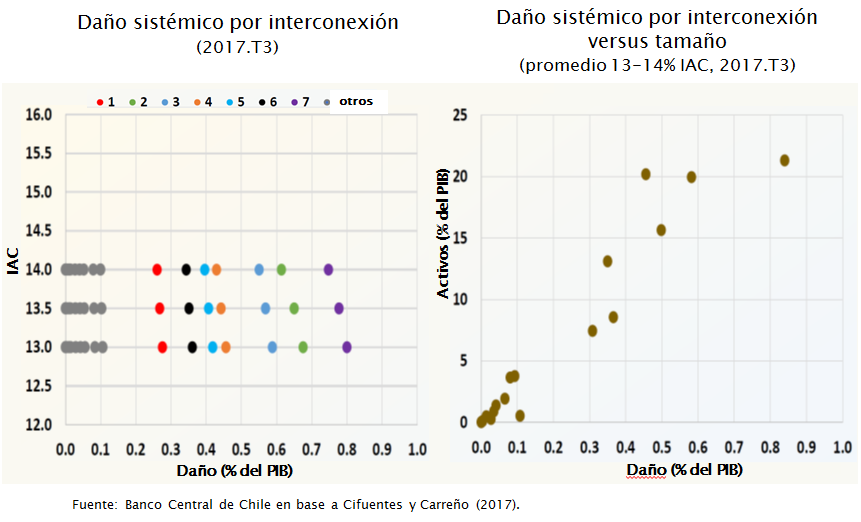 Daño sistémico por interconexión
(2017.T3)
1 2 3 4 5 6 7 otros
16.0
15.5
15.0
14.5
14.0
13.5
13.0
12.5
12.0
IAC
0.0 0.1 0.2 0.3 0.4 0.5 0.6 0.7 0.8 0.9 1.0
Daño (% del PIB)
Daño sistémico por interconexión
versus tamaño
(promedio 13-14% IAC, 2017.T3)
25
20
15
10
5
0
Activos (% del PIB)
0.0 0.1 0.2 0.3 0.4 0.5 0.6 0.7 0.8 0.9 1.0
Daño (% del PIB)
Fuente: Banco Central de Chile en base a Cifuentes y Carreño (2017).